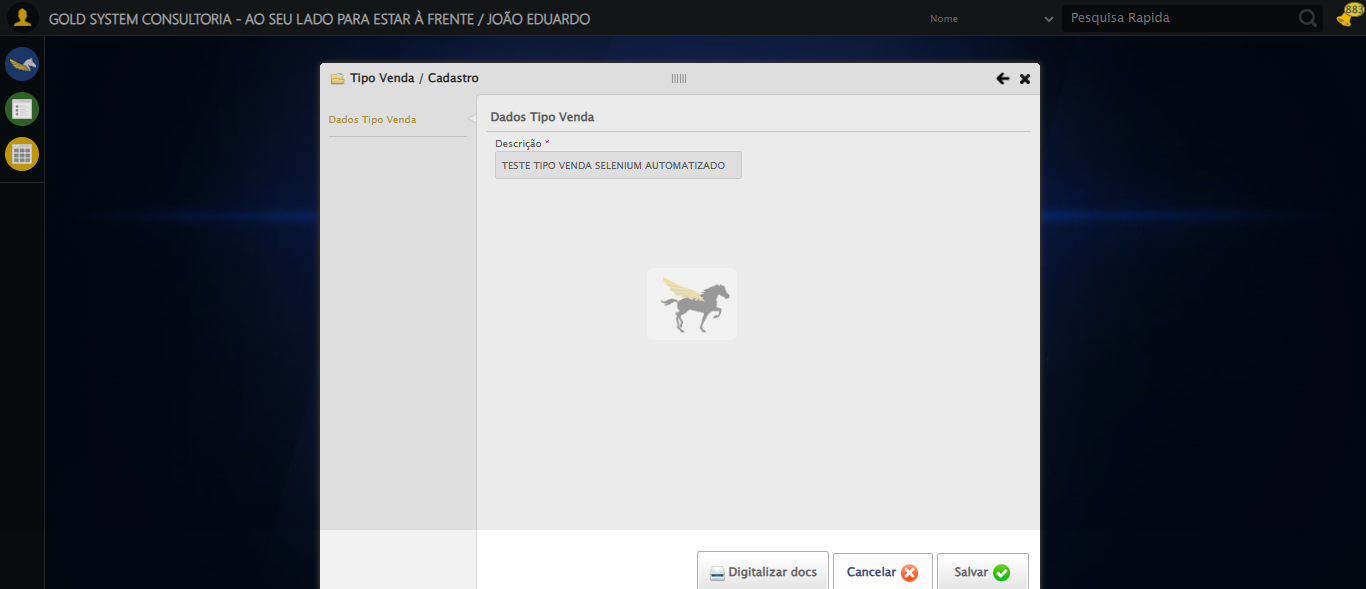 GOLD SYSTEM CONSULTORIA - AO SEU LADO PARA ESTAR À FRENTE / JOÃO EDUARDO
Nome
Pesquisa Rapida
883
Tipo Venda / Cadastro
Dados Tipo Venda
Dados Tipo Venda
Descrição *
TESTE TIPO VENDA SELENIUM AUTOMATIZADO
Digitalizar docs
Cancelar
Salvar